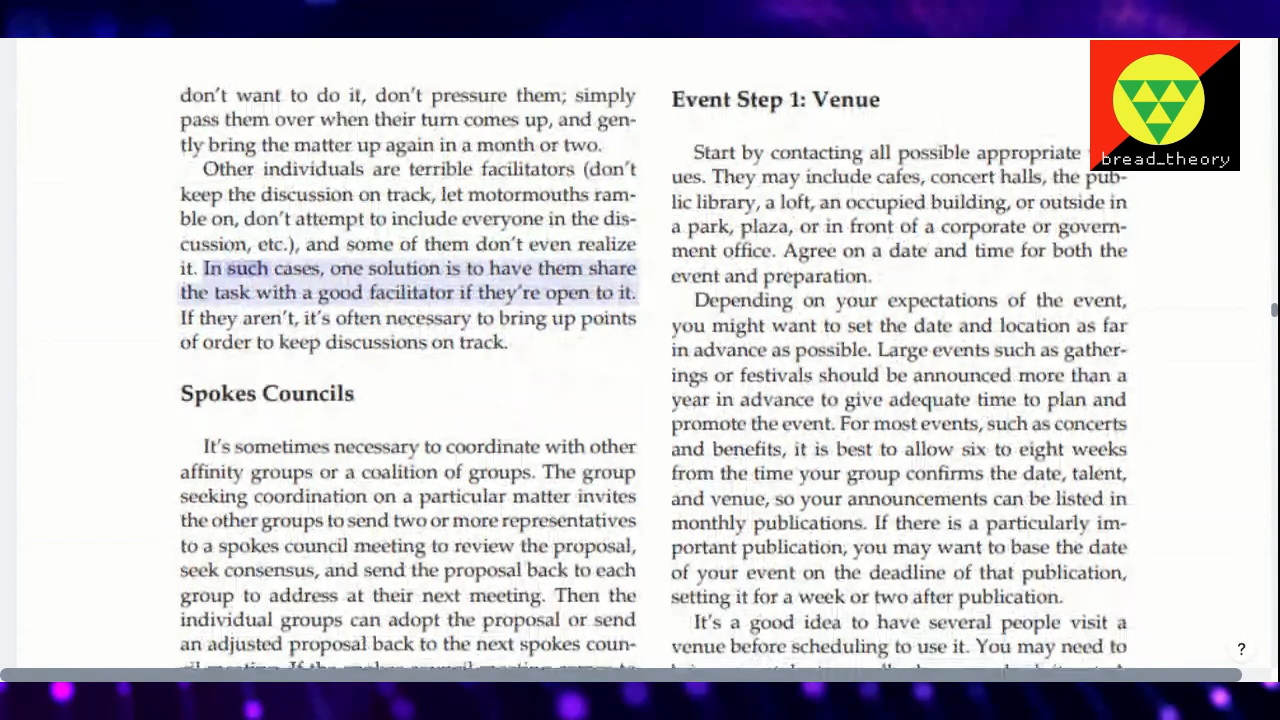 don't want to do it, don't pressure them; simply
pass them over when their turn comes up, and gen-
tly bring the matter up again in a month or two.
Other individuals are terrible facilitators (don't
keep the discussion on track, let motormouths ram-
ble on, don't attempt to include everyone in the dis-
cussion, etc.), and some of them don't even realize
it. In such cases, one solution is to have them share
the task with a good facilitator if they're open to it.
If they aren't, it's often necessary to bring up points
of order to keep discussions on track.
Spokes Councils
It's sometimes necessary to coordinate with other
affinity groups or a coalition of groups. The group
seeking coordination on a particular matter invites
the other groups to send two or more representatives
to a spokes council meeting to review the proposal,
seek consensus, and send the proposal back to each
group to address at their next meeting. Then the
individual groups can adopt the proposal or send
an adjusted proposal back to the next spokes coun-
Event Step 1: Venue
Start by contacting all possible appropriate
ues. They may include cafes, concert halls, the pub-
lic library, a loft, an occupied building, or outside in
a park, plaza, or in front of a corporate or govern-
ment office. Agree on a date and time for both the
event and preparation.
Depending on your expectations of the event,
you might want to set the date and location as far
in advance as possible. Large events such as gather-
ings or festivals should be announced more than a
year in advance to give adequate time to plan and
promote the event. For most events, such as concerts
and benefits, it is best to allow six to eight weeks
from the time your group confirms the date, talent,
and venue, so your announcements can be listed in
monthly publications. If there is a particularly im-
portant publication, you may want to base the date
of your event on the deadline of that publication,
setting it for a week or two after publication.
It's a good idea to have several people visit a
venue before scheduling to use it. You may need to
bread_theory
?